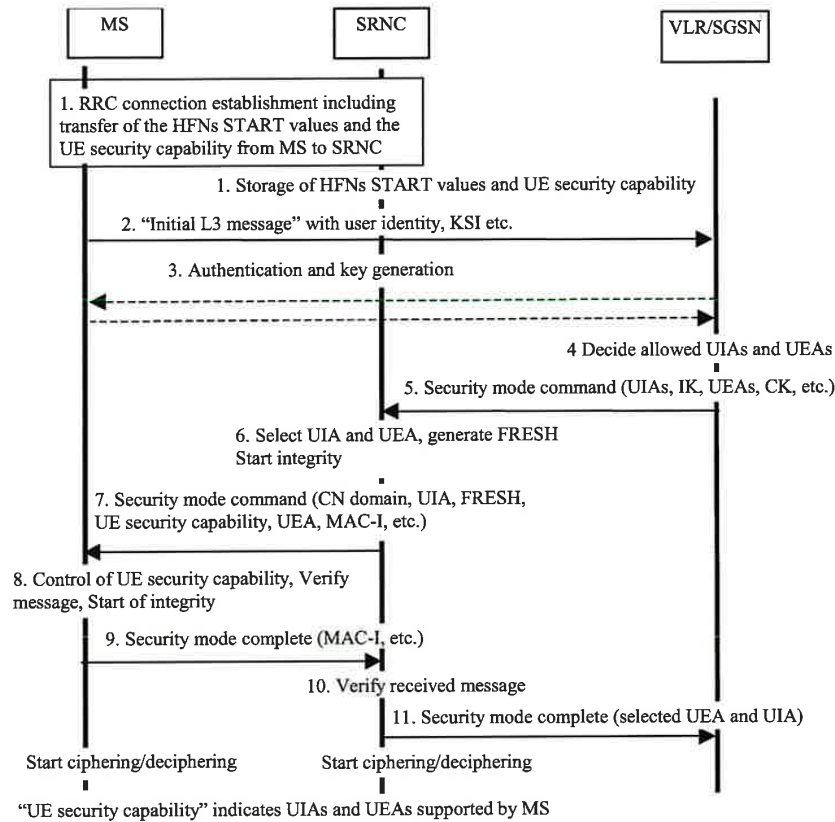 MS
SRNC
VLR/SGSN
1. RRC connection establishment including
transfer of the HFNs START values and the
UE security capability from MS to SRNC
1. Storage of HFNs START values and UE security capability
2. “Initial L3 message” with user identity, KSI etc.
3. Authentication and key generation
4 Decide allowed UIAs and UEAs
5. Security mode command (UIAs, IK, UEAs, CK, etc.)
6. Select UIA and UEA, generate FRESH
Start integrity
7. Security mode command (CN domain, UIA, FRESH,
UE security capability, UEA, MAC-I, etc.)
8. Control of UE security capability, Verify
message, Start of integrity
9. Security mode complete (MAC-I, etc.)
10. Verify received message
11. Security mode complete (selected UEA and UIA)
Start ciphering/deciphering
Start ciphering/deciphering
“UE security capability” indicates UIAs and UEAs supported by MS